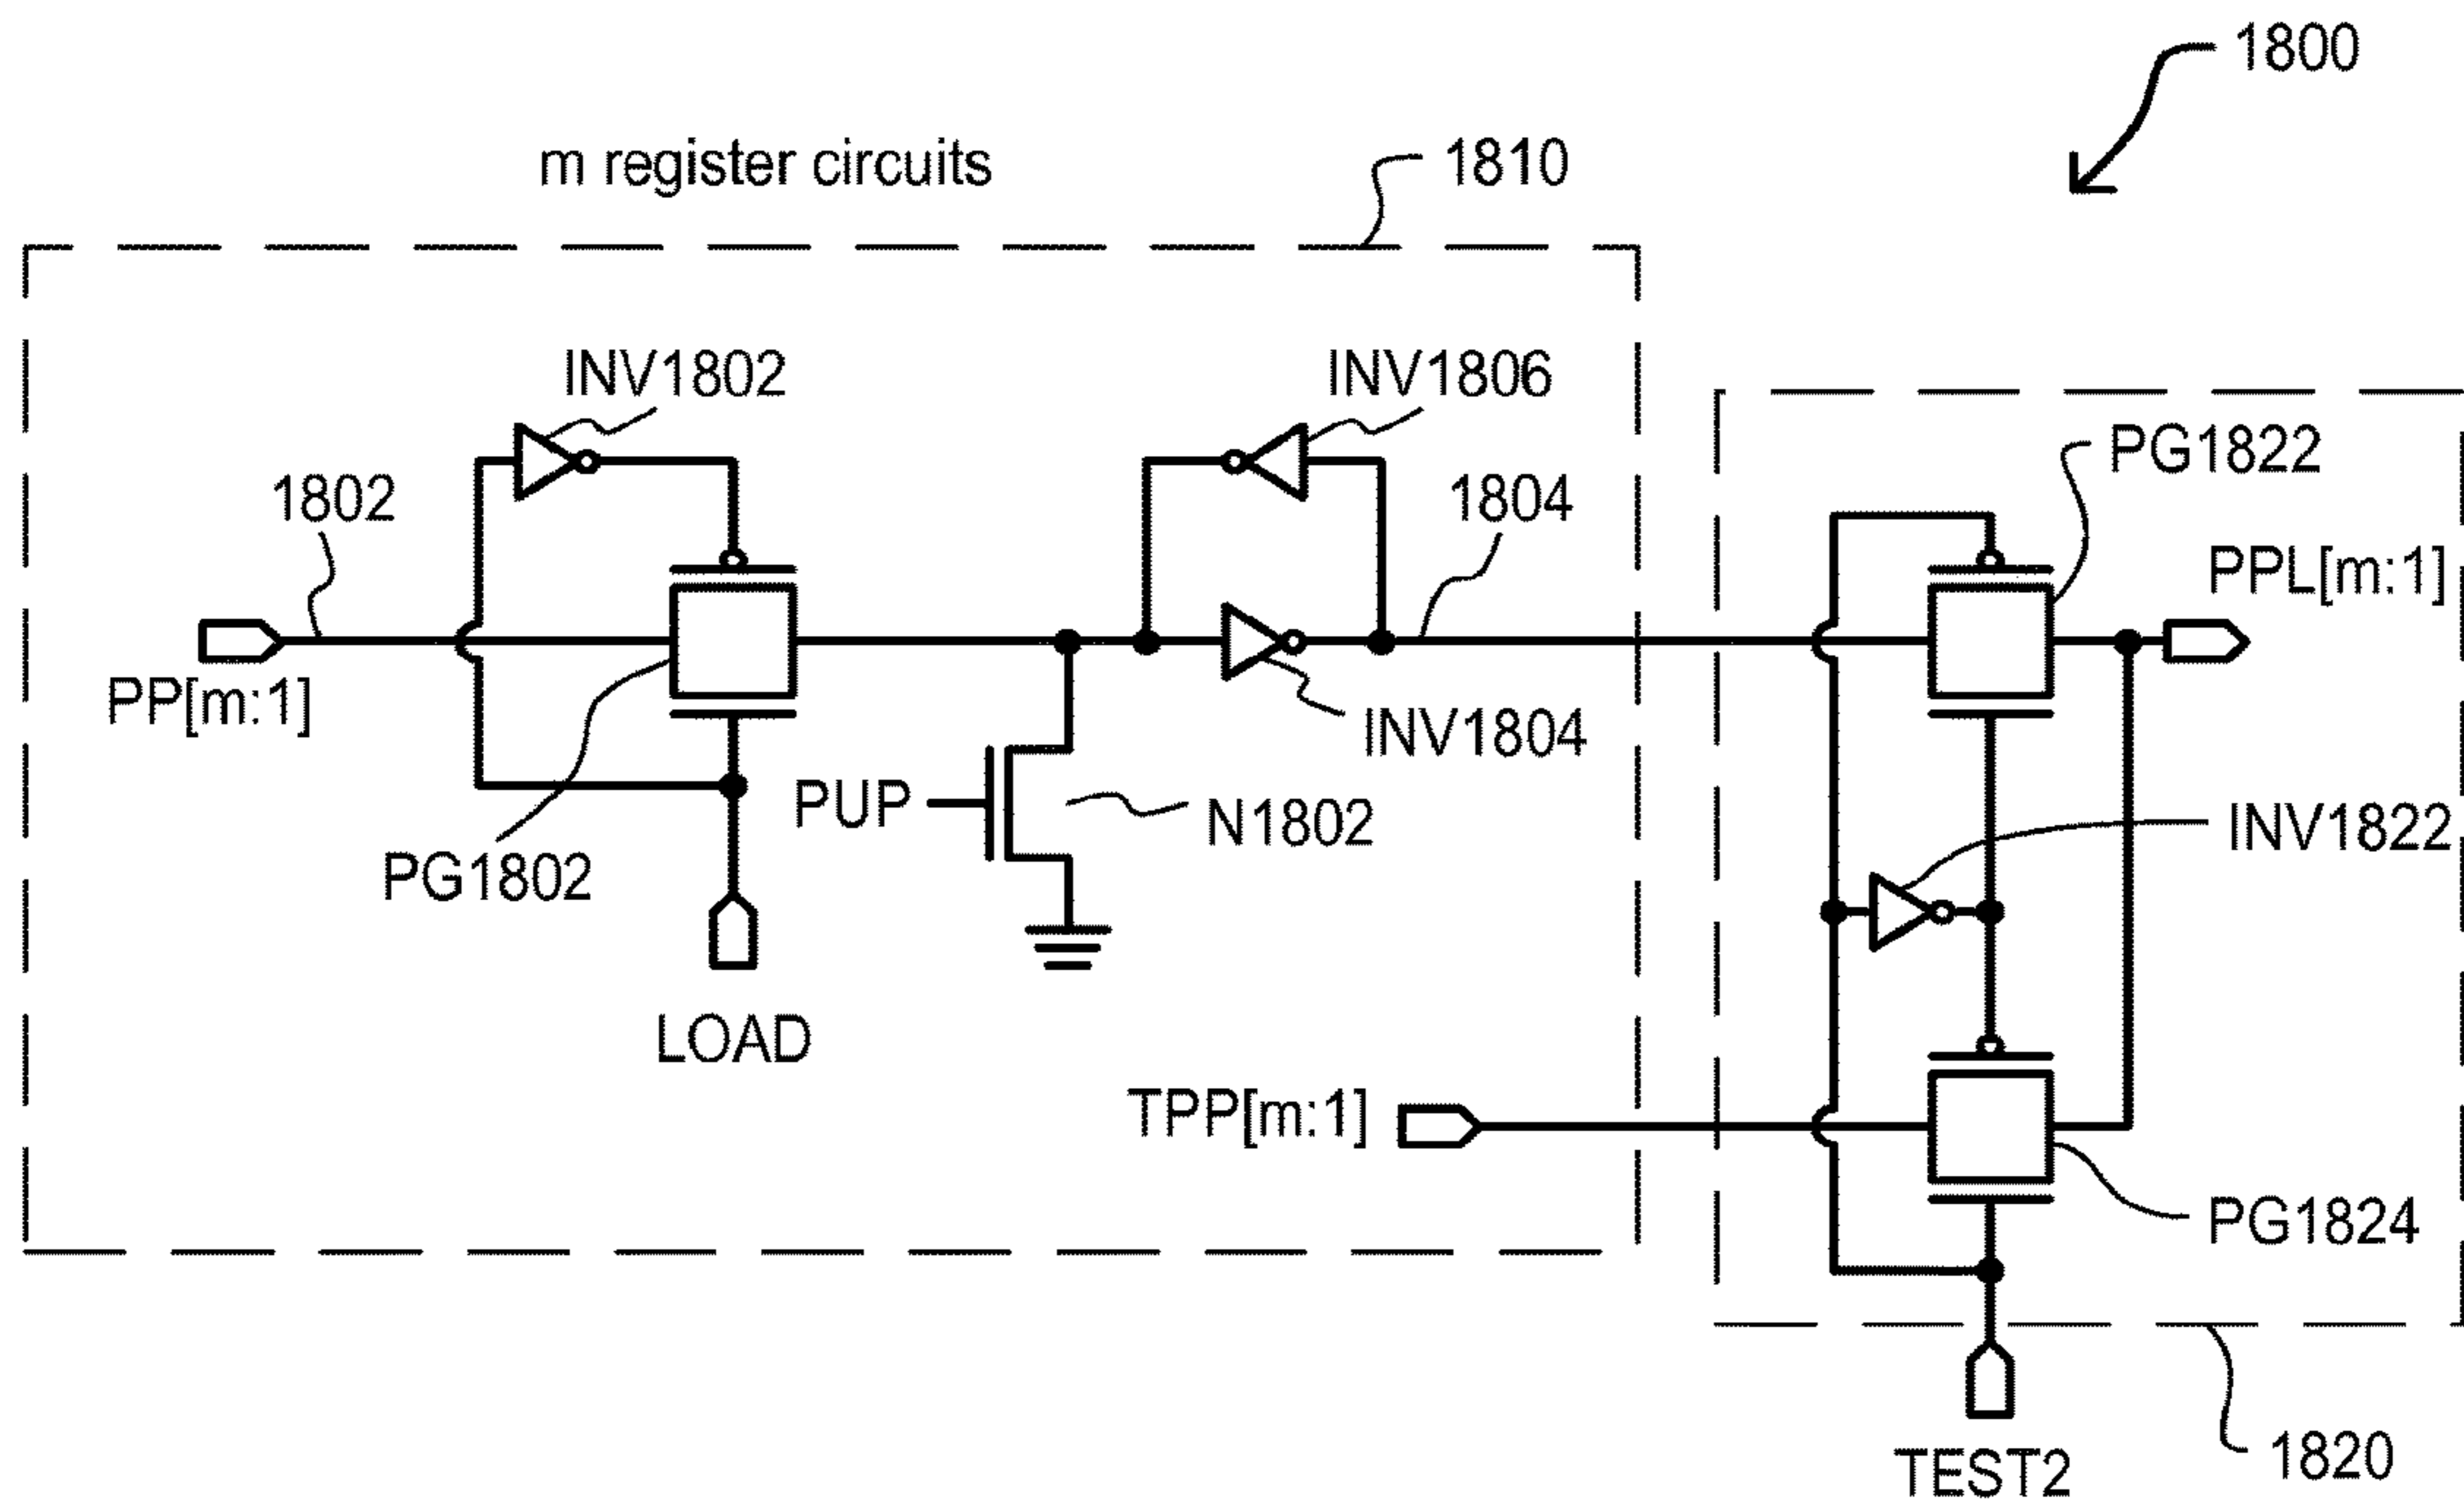 1800
m register circuits
1810
INV1802
INV1806
PG1822
1802
1804
PPL[m:1]
PP[m:1]
INV1804
PUP
N1802
INV1822
PG1802
LOAD
TPP[m:1]
PG1824
TEST2
1820